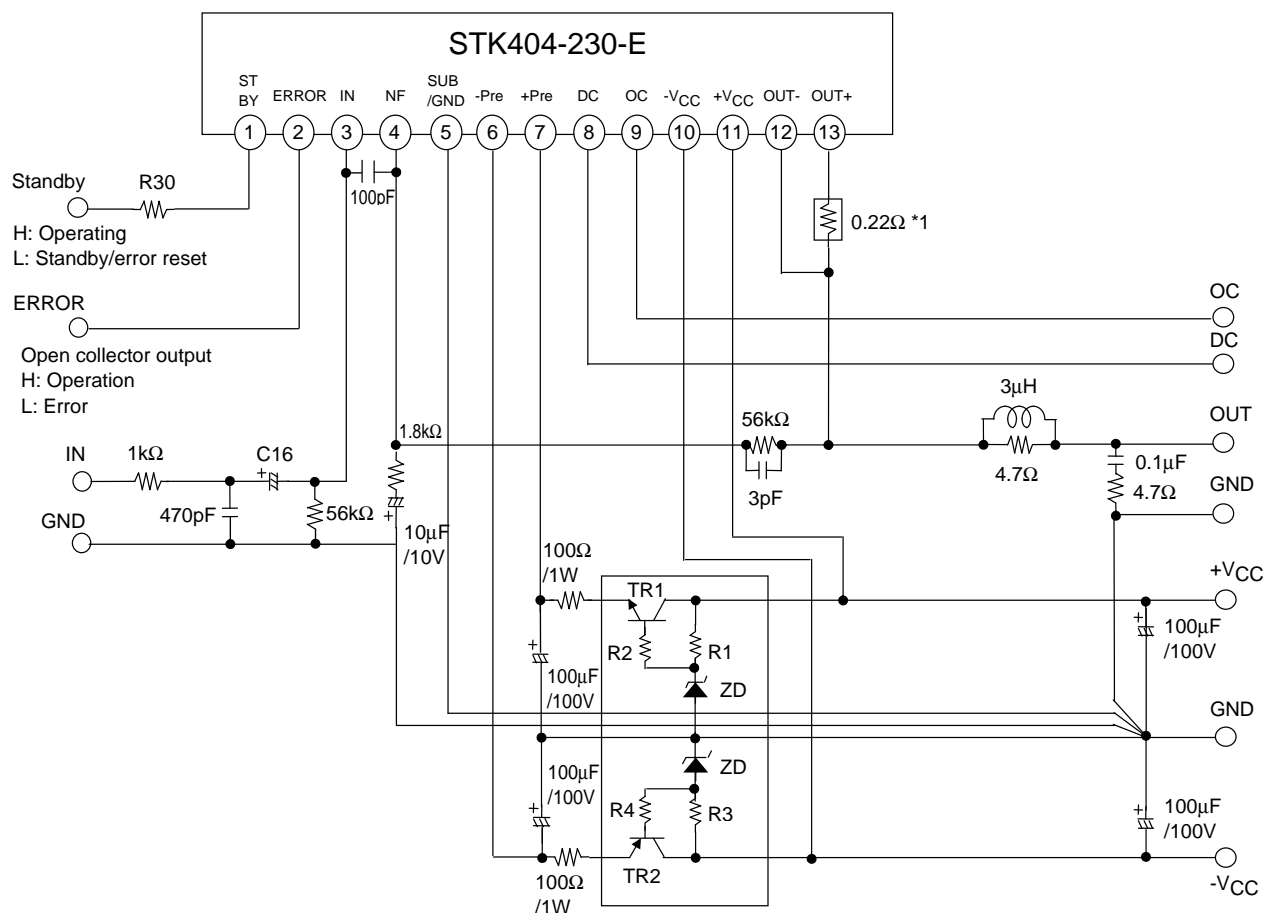 STK404-230-E
ST
BY
ERROR
IN
NF
SUB
/GND
-Pre
+Pre
DC
OC
-VCC
+VCC
OUT-
OUT+
1
2
3
4
5
6
7
8
9
10
11
12
13
Standby
R30
100pF
H: Operating
L: Standby/error reset
0.22Ω *1
ERROR
OC
DC
Open collector output
H: Operation
L: Error
3µH
1.8kΩ
56kΩ
OUT
IN
1kΩ
C16
+
4.7Ω
0.1µF
4.7Ω
3pF
GND
470pF
56kΩ
+
GND
10µF
/10V
100Ω
/1W
TR1
+VCC
+
R2
R1
100µF
/100V
+
100µF
/100V
ZD
GND
100µF
/100V
ZD
+
R4
R3
+
100µF
/100V
TR2
100Ω
/1W
-VCC